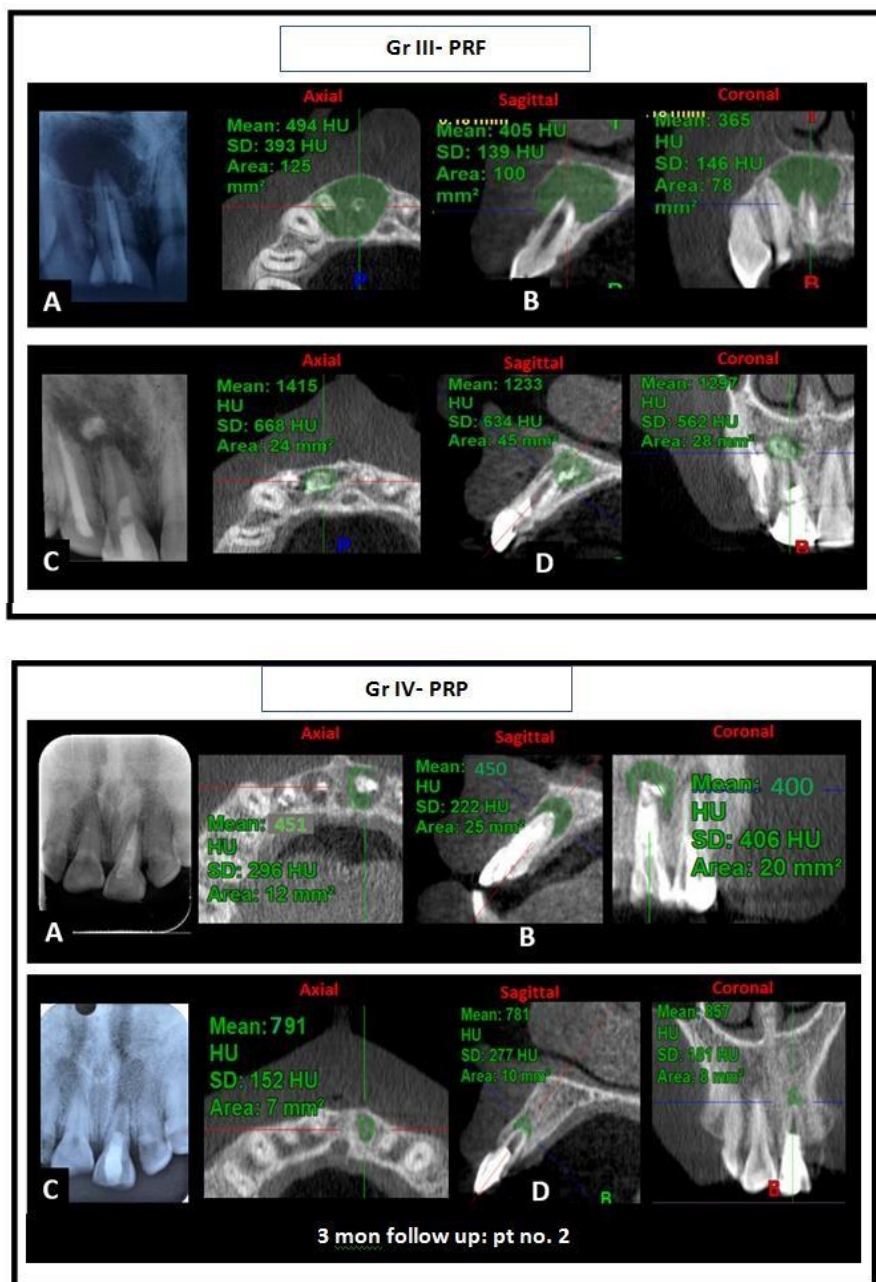 Gr III- PRF
Axial
Mean: 494 HU
SD: 393 HU
Area: 125
mm²
Sagittal
Mean: 405 HU
SD: 139 HU
Area: 100
mm²
Coronal
Mean: 365
HU
SD: 146 HU
Area: 78
mm²
A
P
B
B
Axial
Mean: 1415
HU
SD: 668 HU
Area: 24 mm²
Sagittal
Mean: 1233
HU
SD: 634 HU
Area: 45 mm²
Coronal
Mean: 1297
HU
SD: 562 HU
Area: 28 mm²
C
P
D
B
Gr IV- PRP
Axial
Mean: 451
HU
SD: 296 HU
Area: 12 mm²
Sagittal
Mean: 450
HU
SD: 222 HU
Area: 25 mm²
Coronal
Mean: 400
HU
SD: 406 HU
Area: 20 mm²
A
B
Axial
Mean: 791
HU
SD: 152 HU
Area: 7 mm²
Sagittal
Mean: 781
HU
SD: 277 HU
Area: 10 mm²
Coronal
Mean: 857
HU
SD: 181 HU
Area: 8 mm²
C
D
B
3 mon follow up: pt no. 2